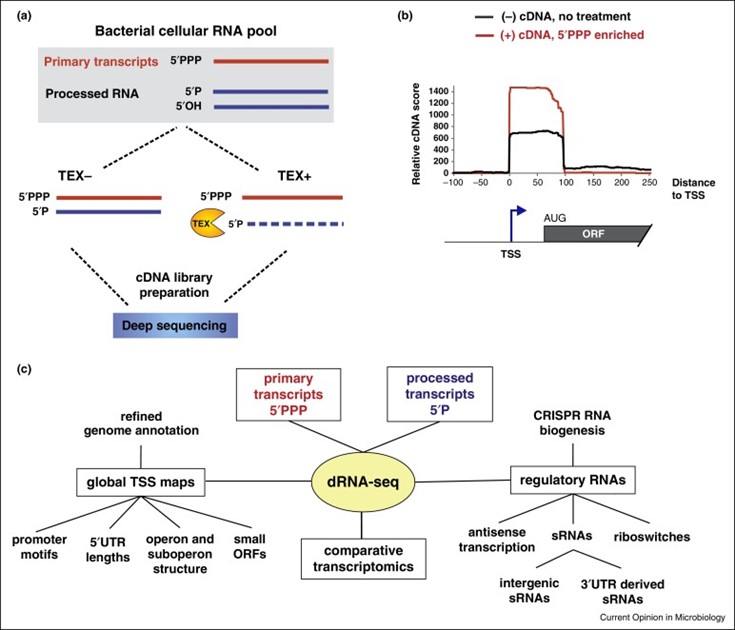 (a)
Bacterial cellular RNA pool
Primary transcripts 5′PPP
Processed RNA 5′P
5′OH
TEX–
TEX+
5′PPP
5′P
5′PPP
TEX 5′P
cDNA library
preparation
Deep sequencing
(b)
(–) cDNA, no treatment
(+) cDNA, 5′PPP enriched
Relative cDNA score
1400
1200
1000
800
600
400
200
0
–100 –50 0 50 100 150 200 250
Distance
to TSS
AUG
ORF
TSS
(c)
primary
transcripts
5′PPP
processed
transcripts
5′P
refined
genome annotation
CRISPR RNA
biogenesis
global TSS maps
dRNA-seq
regulatory RNAs
promoter
motifs
5′UTR
lengths
operon and
suboperon
structure
small
ORFs
comparative
transcriptomics
antisense
transcription
sRNAs
riboswitches
intergenic
sRNAs
3′UTR derived
sRNAs
Current Opinion in Microbiology